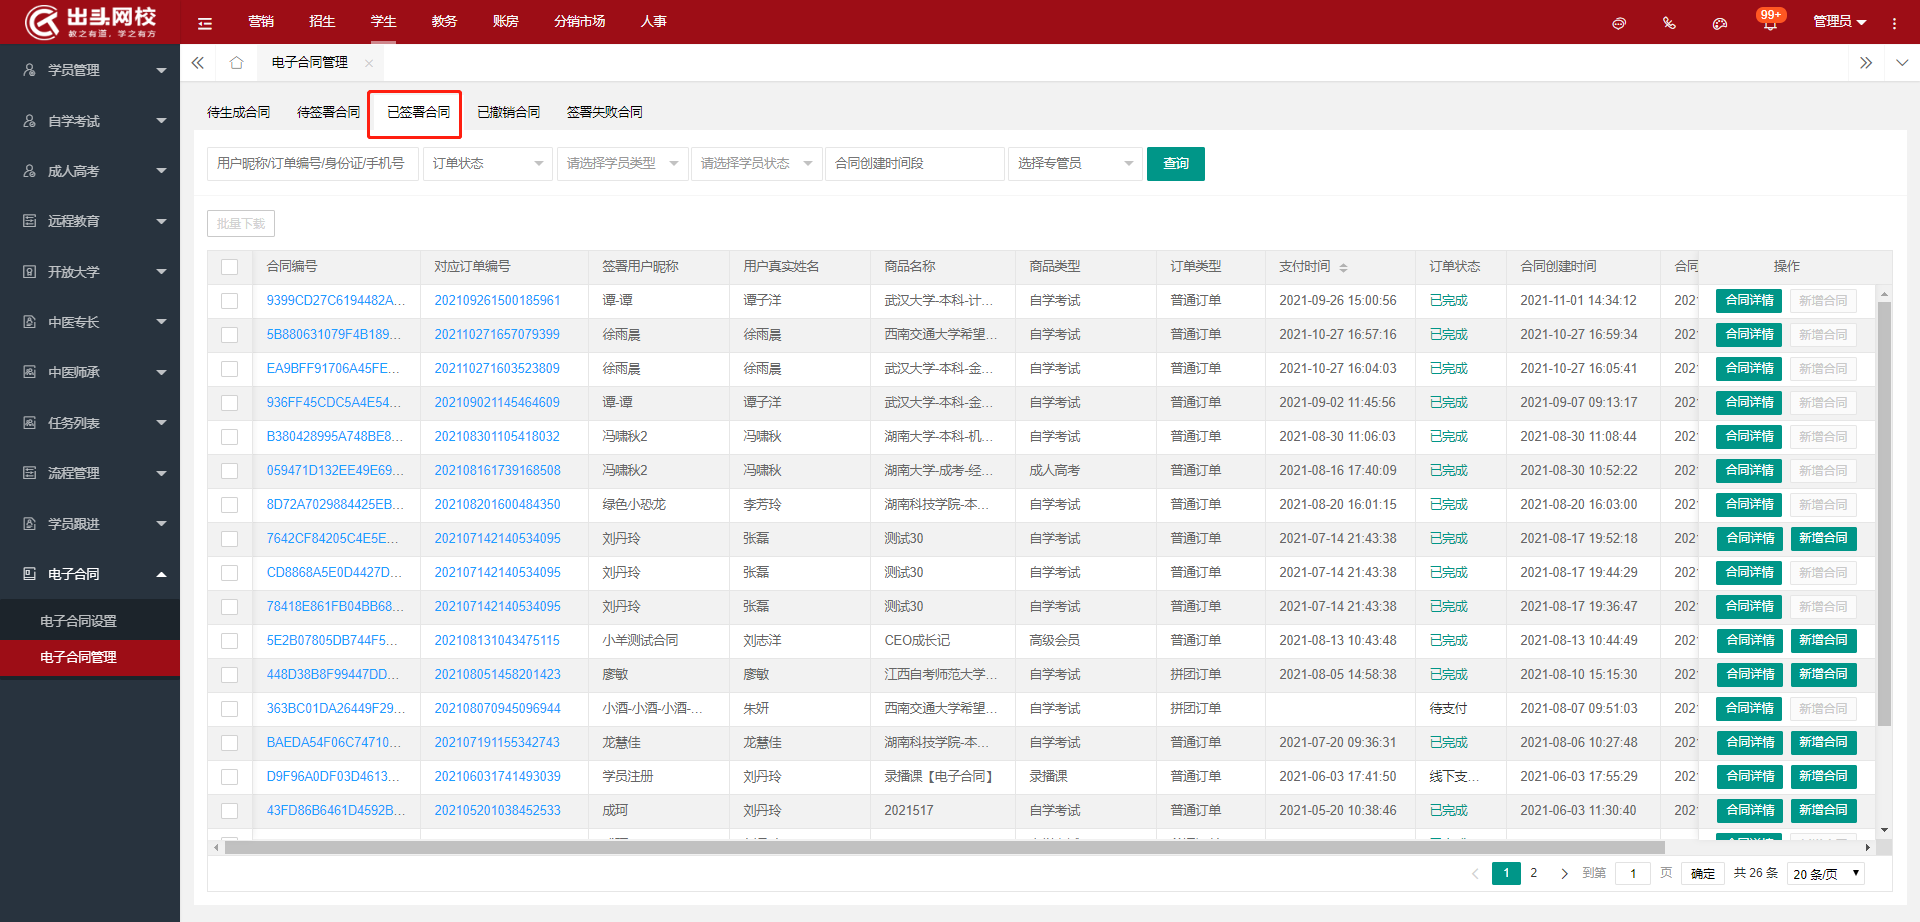 出头网校
教之有道，学之有方
营销 招生 学生 教务 账房 分销市场 人事
99+
管理员
学员管理
自学考试
成人高考
远程教育
开放大学
中医专长
中医师承
任务列表
流程管理
学员跟进
电子合同
电子合同设置
电子合同管理
电子合同管理
待生成合同 待签署合同 已签署合同 已撤销合同 签署失败合同
用户昵称/订单编号/身份证/手机号 订单状态 请选择学员类型 请选择学员状态 合同创建时间段 选择专管员 查询
批量下载
合同编号 对应订单编号 签署用户昵称 用户真实姓名 商品名称 商品类型 订单类型 支付时间 订单状态 合同创建时间 合同 操作
9399CD27C6194482A... 202109261500185961 谭-谭 谭子洋 武汉大学-本科-计... 自学考试 普通订单 2021-09-26 15:00:56 已完成 2021-11-01 14:34:12 202 合同详情 新增合同
5B880631079F4B189... 202110271657079399 徐雨晨 徐雨晨 西南交通大学希望... 自学考试 普通订单 2021-10-27 16:57:16 已完成 2021-10-27 16:59:34 202 合同详情 新增合同
EA9BFF91706A45FE... 202110271603523809 徐雨晨 徐雨晨 武汉大学-本科-金... 自学考试 普通订单 2021-10-27 16:04:03 已完成 2021-10-27 16:05:41 202 合同详情 新增合同
936FF45CDC5A4E54... 202109021145464609 谭-谭 谭子洋 武汉大学-本科-金... 自学考试 普通订单 2021-09-02 11:45:56 已完成 2021-09-07 09:13:17 202 合同详情 新增合同
B380428995A748BE8... 202108301105418032 冯啸秋2 冯啸秋 湖南大学-本科-机... 自学考试 普通订单 2021-08-30 11:06:03 已完成 2021-08-30 11:08:44 202 合同详情 新增合同
059471D132EE49E69... 202108161739168508 冯啸秋2 冯啸秋 湖南大学-成考-经... 成人高考 普通订单 2021-08-16 17:40:09 已完成 2021-08-30 10:52:22 202 合同详情 新增合同
8D72A7029884425EB... 202108201600484350 绿色小恐龙 李芳玲 湖南科技学院-本... 自学考试 普通订单 2021-08-20 16:01:15 已完成 2021-08-20 16:03:00 202 合同详情 新增合同
7642CF84205C4E5E... 202107142140534095 刘丹玲 张磊 测试30 自学考试 普通订单 2021-07-14 21:43:38 已完成 2021-08-17 19:52:18 202 合同详情 新增合同
CD8868A5E0D4427D... 202107142140534095 刘丹玲 张磊 测试30 自学考试 普通订单 2021-07-14 21:43:38 已完成 2021-08-17 19:44:29 202 合同详情 新增合同
78418E861FB04BB68... 202107142140534095 刘丹玲 张磊 测试30 自学考试 普通订单 2021-07-14 21:43:38 已完成 2021-08-17 19:36:47 202 合同详情 新增合同
5E2B07805DB744F5... 202108131043475115 小羊测试合同 刘志洋 CEO成长记 高级会员 普通订单 2021-08-13 10:43:48 已完成 2021-08-13 10:44:49 202 合同详情 新增合同
448D38B8F99447DD... 202108051458201423 廖敏 廖敏 江西自考师范大学... 自学考试 拼团订单 2021-08-05 14:58:38 已完成 2021-08-10 15:15:30 202 合同详情 新增合同
363BC01DA26449F29... 202108070945096944 小酒-小酒-小酒-... 朱妍 西南交通大学希望... 自学考试 拼团订单 待支付 2021-08-07 09:51:03 202 合同详情 新增合同
BAEDA54F06C74710... 202107191155342743 龙慧佳 龙慧佳 湖南科技学院-本... 自学考试 普通订单 2021-07-20 09:36:31 已完成 2021-08-06 10:27:48 202 合同详情 新增合同
D9F96A0DF03D4613... 202106031741493039 学员注册 刘丹玲 录播课【电子合同】 录播课 普通订单 2021-06-03 17:41:50 线下支... 2021-06-03 17:55:29 202 合同详情 新增合同
43FD86B6461D4592B... 202105201038452533 成珂 刘丹玲 2021517 自学考试 普通订单 2021-05-20 10:38:46 已完成 2021-06-03 11:30:40 202 合同详情 新增合同
1 2 到第 1 页 确定 共 26 条 20 条/页